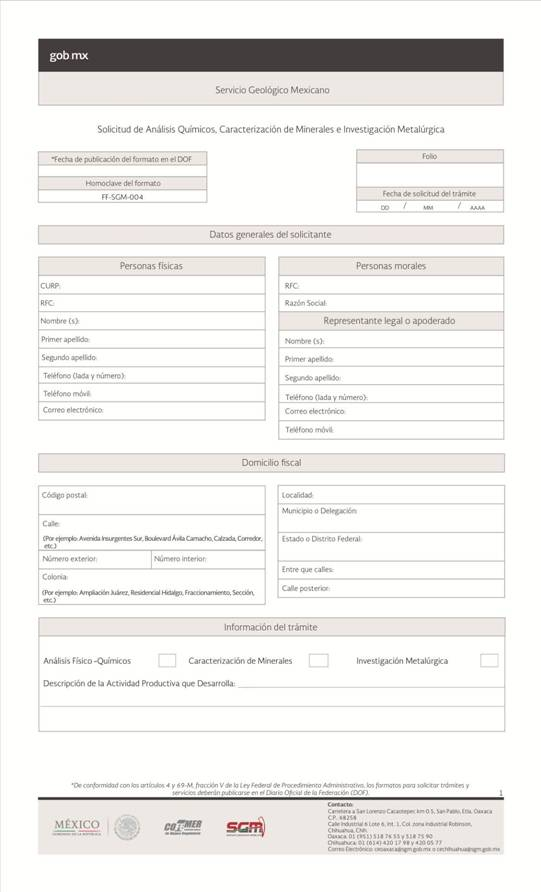 gob mx
Servicio Geológico Mexicano
Solicitud de Análisis Químicos, Caracterización de Minerales e Investigación Metalúrgica
*Fecha de publicación del formato en el DOF
Homoclave del formato
FF-SGM-004
Folio
Fecha de solicitud del trámite
DD / MM / AAAA
Datos generales del solicitante
Personas físicas
CURP:
RFC:
Nombre (s):
Primer apellido:
Segundo apellido:
Teléfono (lada y número):
Teléfono móvil:
Correo electrónico:
Personas morales
RFC:
Razón Social:
Representante legal o apoderado
Nombre (s):
Primer apellido:
Segundo apellido:
Teléfono (lada y número):
Correo electrónico:
Teléfono móvil:
Domicilio fiscal
Código postal:
Calle:
(Por ejemplo: Avenida Insurgentes Sur, Boulevard Ávila Camacho, Calzada, Corredor,
etc.)
Número exterior: Número interior:
Colonia:
(Por ejemplo: Ampliación Juárez, Residencial Hidalgo, Fraccionamiento, Sección,
etc.)
Localidad:
Municipio o Delegación:
Estado o Distrito Federal:
Entre que calles:
Calle posterior:
Información del trámite
Análisis Físico -Químicos Caracterización de Minerales Investigación Metalúrgica
Descripción de la Actividad Productiva que Desarrolla:
*De conformidad con los artículos 4 y 69-M, fracción V de la Ley Federal de Procedimiento Administrativo, los formatos para solicitar trámites y
servicios deberán publicarse en el Diario Oficial de la Federación (DOF).
1
MÉXICO
GOBIERNO DE LA REPÚBLICA
COFEMER
SGM
Contacto:
Carretera a San Lorenzo Cacaotepec km 0.5, San Pablo, Etla, Oaxaca
C.P. 68258
Calle Industrial 6 Lote 6, Int. 1, Col. zona industrial Robinson,
Chihuahua, Chih.
Oaxaca: 01 (951) 518 76 55 y 518 75 90
Chihuahua: 01 (614) 420 17 98 y 420 05 77
Correo Electrónico: ceoaxaca@sgm.gob.mx o cechihuahua@sgm.gob.mx